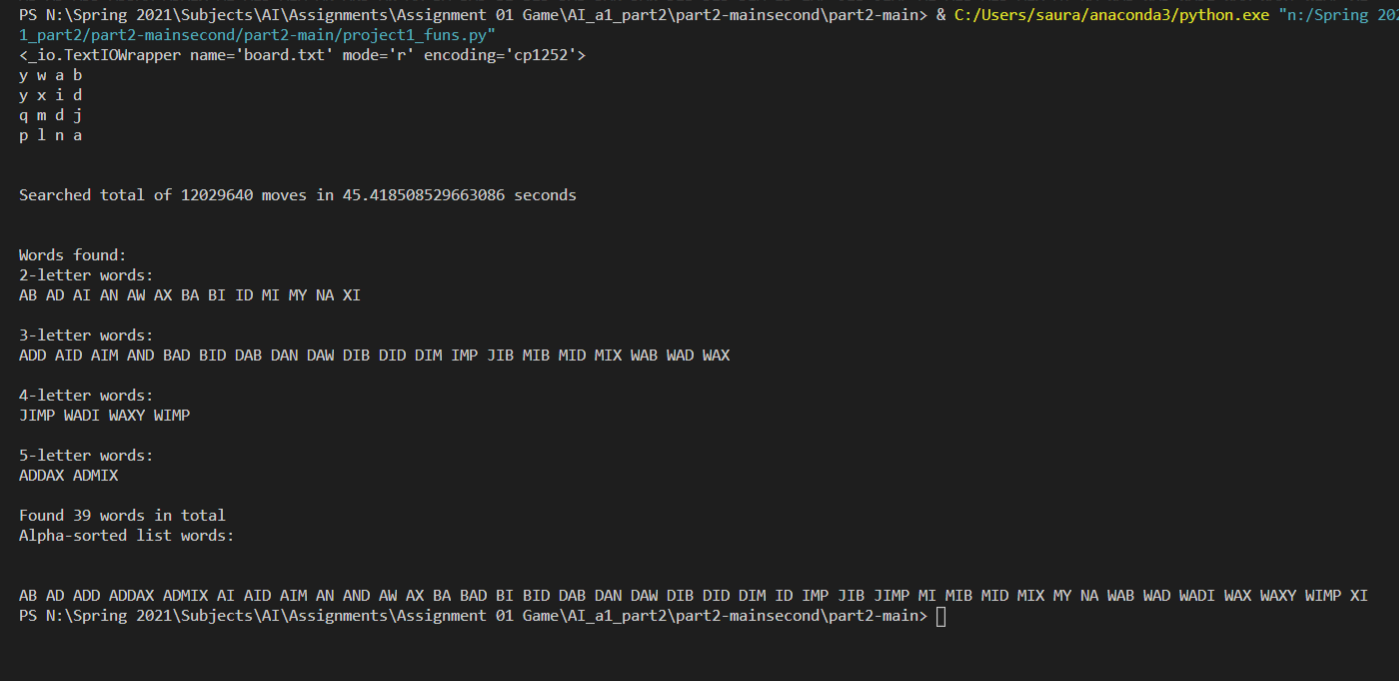 PS N:\Spring 2021\Subjects\AI\Assignments\Assignment 01 Game\AI_a1_part2\part2-mainsecond\part2-main> & C:/Users/saura/anaconda3/python.exe "n:/Spring 202
1_part2/part2-mainsecond/part2-main/project1_funs.py"
<_io.TextIOWrapper name='board.txt' mode='r' encoding='cp1252'>
y w a b
y x i d
q m d j
p l n a
Searched total of 12029640 moves in 45.418508529663086 seconds
Words found:
2-letter words:
AB AD AI AN AW AX BA BI ID MI MY NA XI
3-letter words:
ADD AID AIM AND BAD BID DAB DAN DAW DIB DID DIM IMP JIB MIB MID MIX WAB WAD WAX
4-letter words:
JIMP WADI WAXY WIMP
5-letter words:
ADDAX ADMIX
Found 39 words in total
Alpha-sorted list words:
AB AD ADD ADDAX ADMIX AI AID AIM AN AND AW AX BA BAD BI BID DAB DAN DAW DIB DID DIM ID IMP JIB JIMP MI MIB MID MIX MY NA WAB WAD WADI WAX WAXY WIMP XI
PS N:\Spring 2021\Subjects\AI\Assignments\Assignment 01 Game\AI_a1_part2\part2-mainsecond\part2-main>